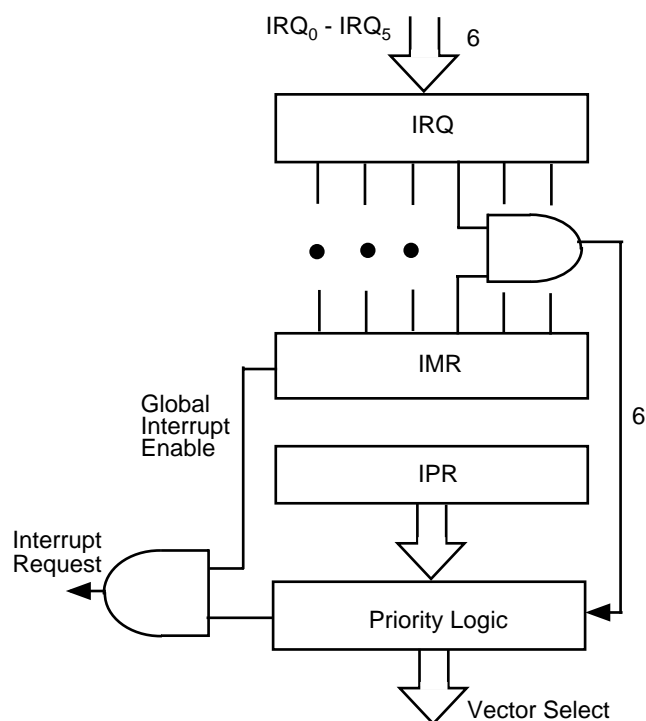 IRQ0 - IRQ5
6
IRQ
IMR
Global
Interrupt
Enable
6
IPR
Interrupt
Request
Priority Logic
Vector Select